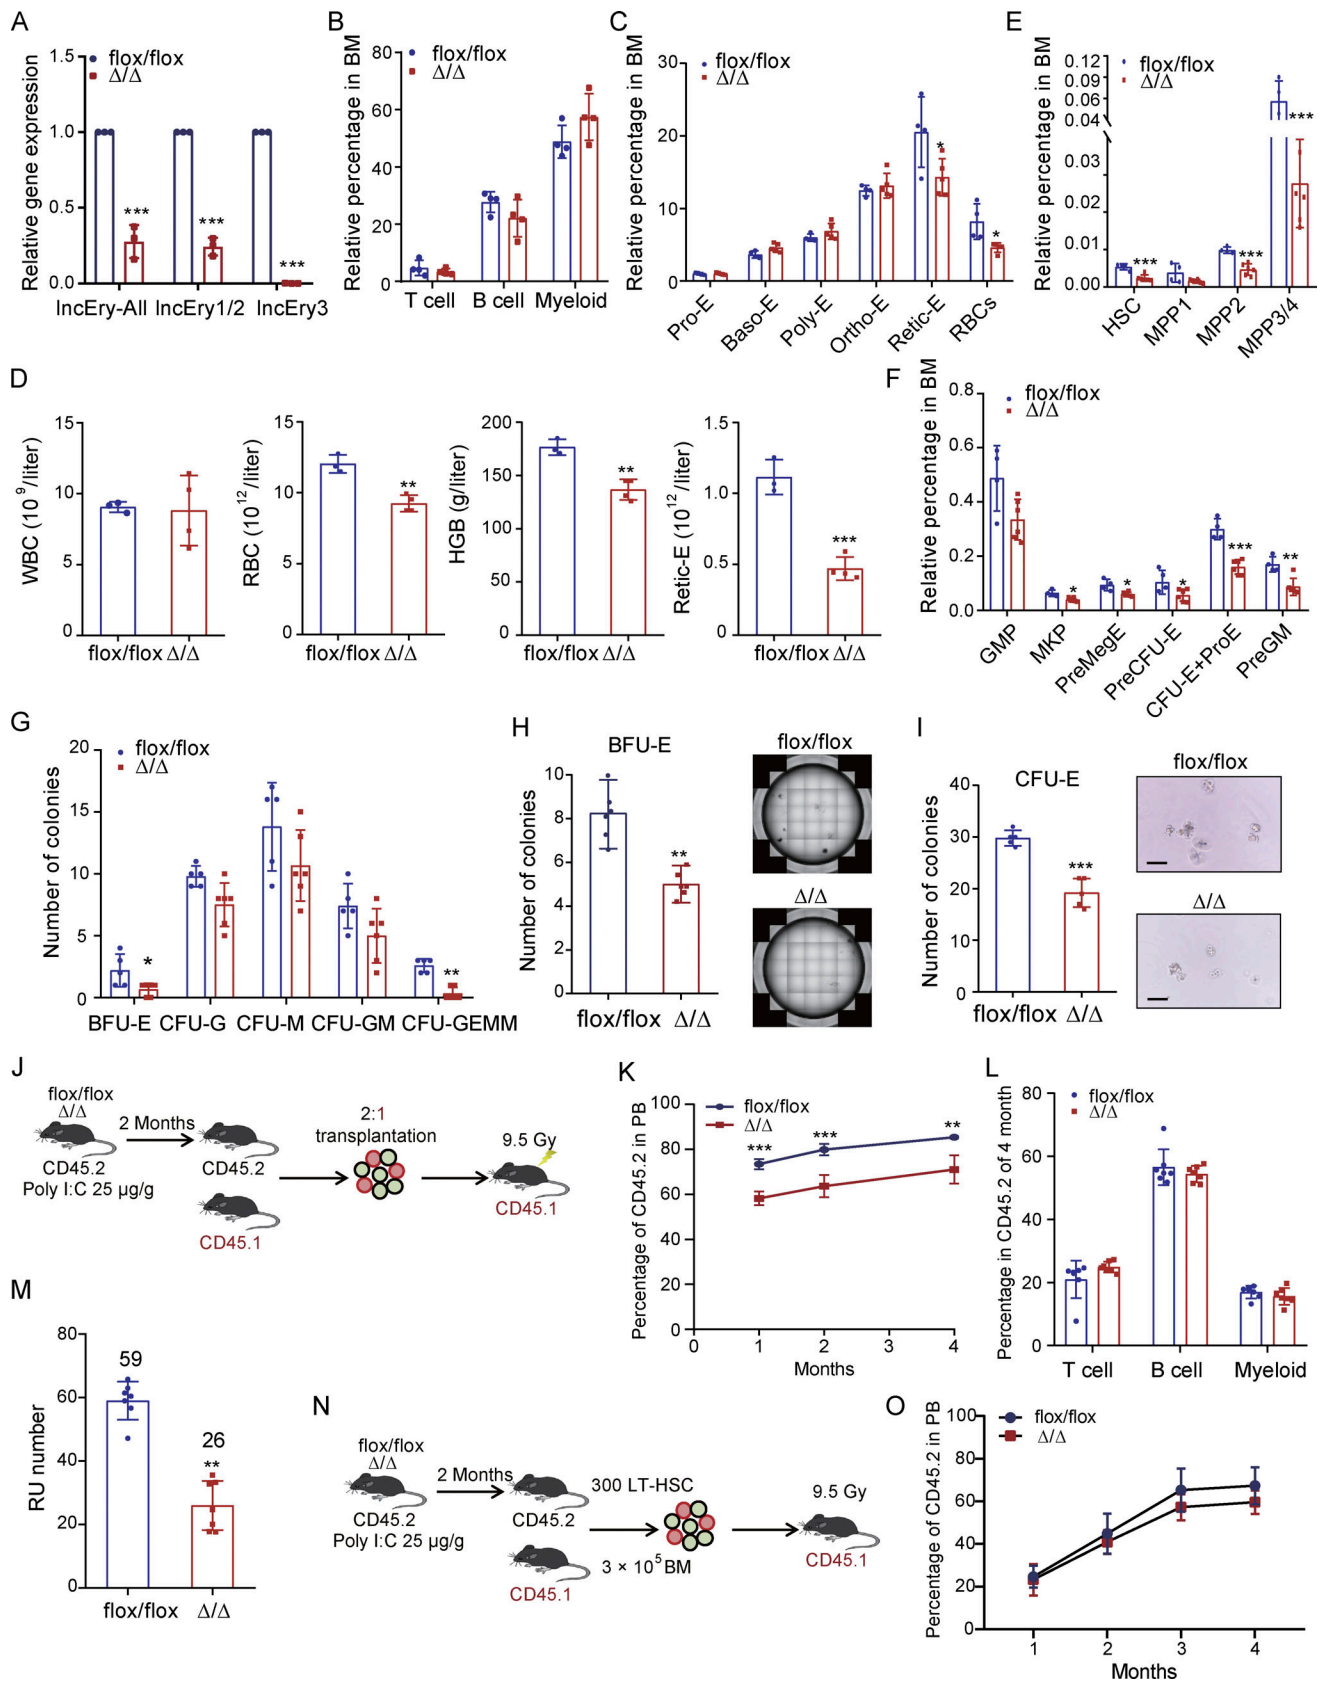 A
Relative gene expression
1.5
1.0
0.5
0.0
flox/flox
Δ/Δ
***
***
***
lncEry-All
lncEry1/2
lncEry3
B
Relative percentage in BM
80
60
40
20
0
flox/flox
Δ/Δ
T cell
B cell
Myeloid
C
Relative percentage in BM
30
20
10
0
flox/flox
Δ/Δ
*
*
Pro-E
Baso-E
Poly-E
Ortho-E
Retic-E
RBCs
E
Relative percentage in BM
0.12
0.09
0.06
0.04
0.03
0.02
0.01
0.00
flox/flox
Δ/Δ
***
***
***
HSC
MPP1
MPP2
MPP3/4
D
WBC (10 9/liter)
15
10
5
0
flox/flox Δ/Δ
RBC (10 12/liter)
15
10
5
0
**
flox/flox Δ/Δ
HGB (g/liter)
200
150
100
50
0
**
flox/flox Δ/Δ
Retic-E (10 12/liter)
1.5
1.0
0.5
0
***
flox/flox Δ/Δ
F
Relative percentage in BM
0.8
0.6
0.4
0.2
0.0
flox/flox
Δ/Δ
*
*
*
***
**
GMP
MKP
PreMegE
PreCFU-E
CFU-E+ProE
PreGM
G
Number of colonies
20
15
10
5
0
flox/flox
Δ/Δ
*
**
BFU-E
CFU-G
CFU-M
CFU-GM
CFU-GEMM
H
BFU-E
Number of colonies
10
8
6
4
2
0
**
flox/flox Δ/Δ
flox/flox
Δ/Δ
I
CFU-E
Number of colonies
40
30
20
10
0
***
flox/flox Δ/Δ
flox/flox
Δ/Δ
J
flox/flox
Δ/Δ
CD45.2
Poly I:C 25 µg/g
2 Months
CD45.2
CD45.1
2:1
transplantation
9.5 Gy
CD45.1
K
Percentage of CD45.2 in PB
100
80
60
40
20
0
flox/flox
Δ/Δ
***
***
**
0
1
2
3
4
Months
L
Percentage in CD45.2 of 4 month
80
60
40
20
0
flox/flox
Δ/Δ
T cell
B cell
Myeloid
M
RU number
80
60
40
20
0
59
26
**
flox/flox
Δ/Δ
N
flox/flox
Δ/Δ
CD45.2
Poly I:C 25 µg/g
2 Months
CD45.2
CD45.1
300 LT-HSC
3 × 10 5 BM
9.5 Gy
CD45.1
O
Percentage of CD45.2 in PB
100
80
60
40
20
0
flox/flox
Δ/Δ
1
2
3
4
Months